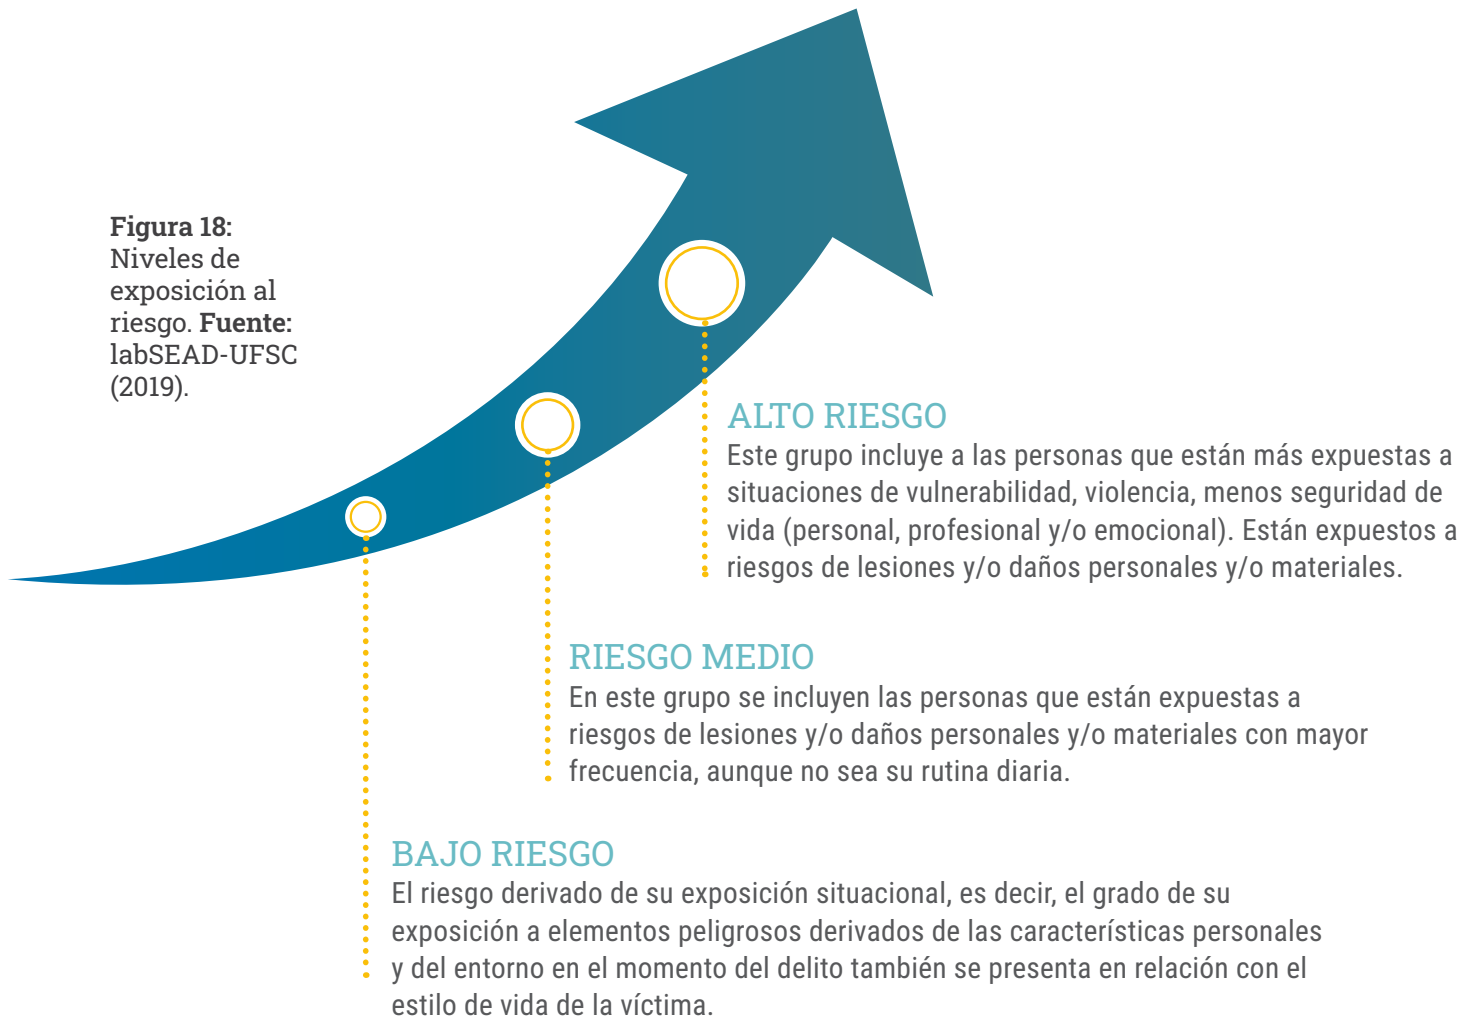 Figura 18:
Niveles de
exposición al
riesgo. Fuente:
labSEAD-UFSC
(2019).
ALTO RIESGO
Este grupo incluye a las personas que están más expuestas a
situaciones de vulnerabilidad, violencia, menos seguridad de
vida (personal, profesional y/o emocional). Están expuestos a
riesgos de lesiones y/o daños personales y/o materiales.
RIESGO MEDIO
En este grupo se incluyen las personas que están expuestas a
riesgos de lesiones y/o daños personales y/o materiales con mayor
frecuencia, aunque no sea su rutina diaria.
BAJO RIESGO
El riesgo derivado de su exposición situacional, es decir, el grado de su
exposición a elementos peligrosos derivados de las características personales
y del entorno en el momento del delito también se presenta en relación con el
estilo de vida de la víctima.